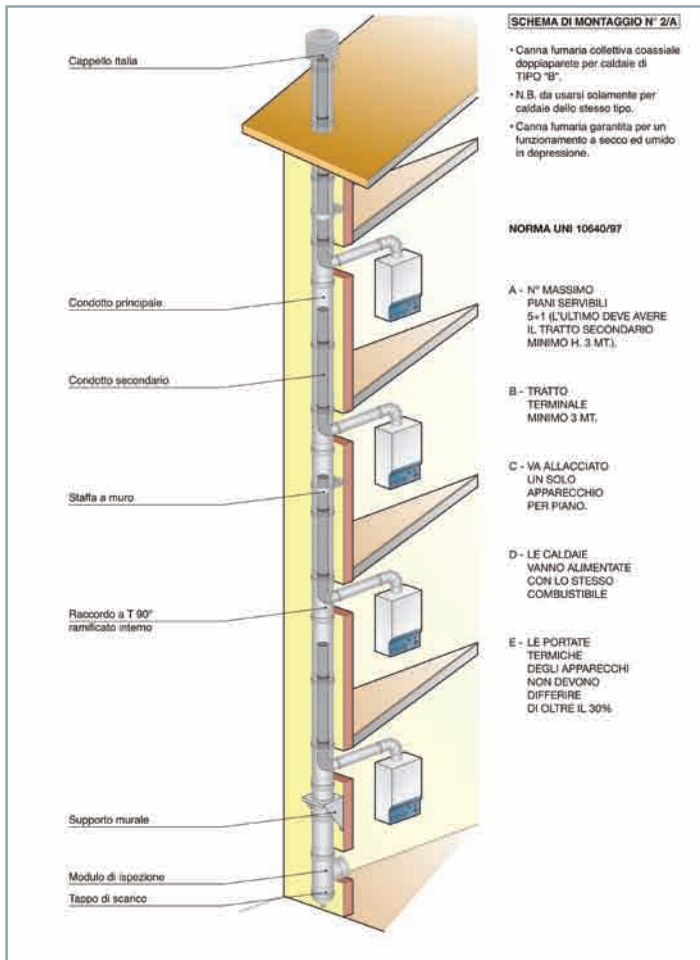 SCHEMA DI MONTAGGIO N° 2/A
• Canna fumaria collettiva coassiale
doppiaparete per caldaie di
TIPO "B".
• N.B. da usarsi solamente per
caldaie dello stesso tipo.
• Canna fumaria garantita per un
funzionamento a secco ed umido
in depressione.
NORMA UNI 10640/97
A - N° MASSIMO
PIANI SERVIBILI
5+1 (L'ULTIMO DEVE AVERE
IL TRATTO SECONDARIO
MINIMO H. 3 MT.).
B - TRATTO
TERMINALE
MINIMO 3 MT.
C - VA ALLACCIATO
UN SOLO
APPARECCHIO
PER PIANO.
D - LE CALDAIE
VANNO ALIMENTATE
CON LO STESSO
COMBUSTIBILE
E - LE PORTATE
TERMICHE
DEGLI APPARECCHI
NON DEVONO
DIFFERIRE
DI OLTRE IL 30%
Cappello Italia
Condotto principale
Condotto secondario
Staffa a muro
Raccordo a T 90°
ramificato interno
Supporto murale
Modulo di ispezione
Tappo di scarico